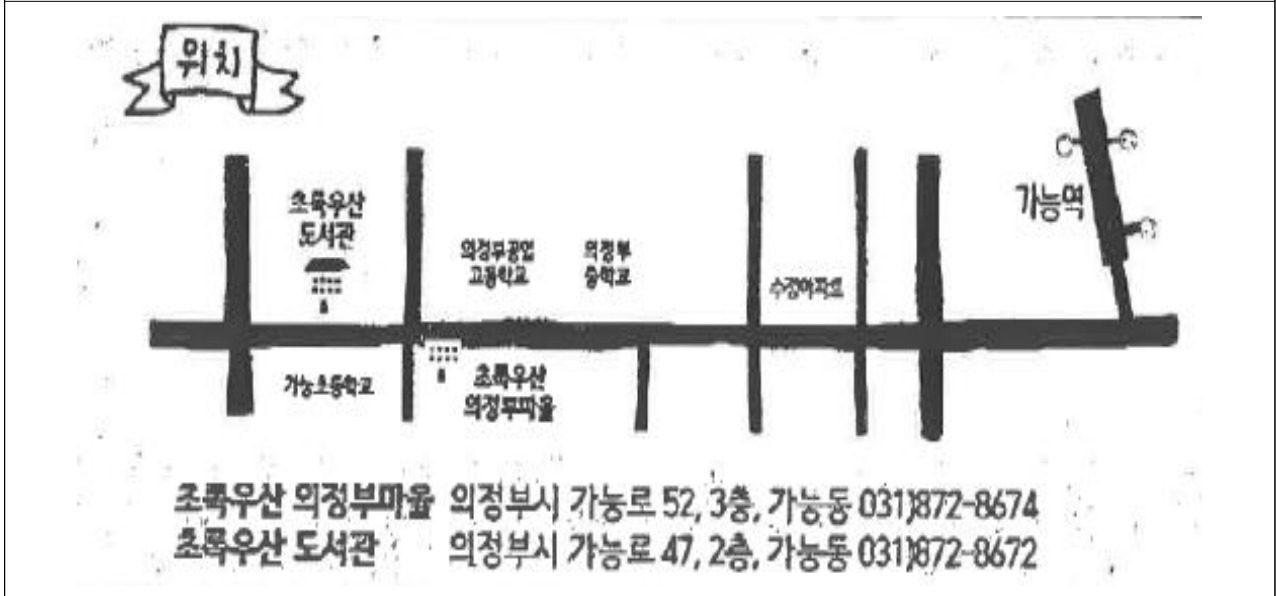 위치
초록우산
도서관
의정부공업
고등학교
의정부
중학교
수정아파트
가능역
가능초등학교
초록우산
의정부마을
초록우산 의정부마을 의정부시 가능로 52, 3층, 가능동 031)872-8674
초록우산 도서관 의정부시 가능로 47, 2층, 가능동 031)872-8672